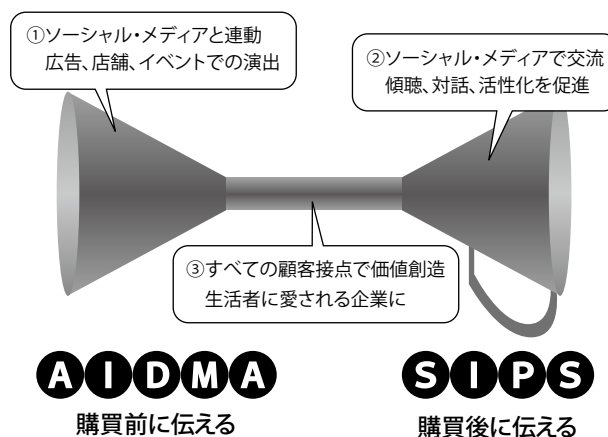 ①ソーシャル・メディアと連動
広告、店舗、イベントでの演出
②ソーシャル・メディアで交流
傾聴、対話、活性化を促進
③すべての顧客接点で価値創造
生活者に愛される企業に
AIDMA
購買前に伝える
SIPS
購買後に伝える